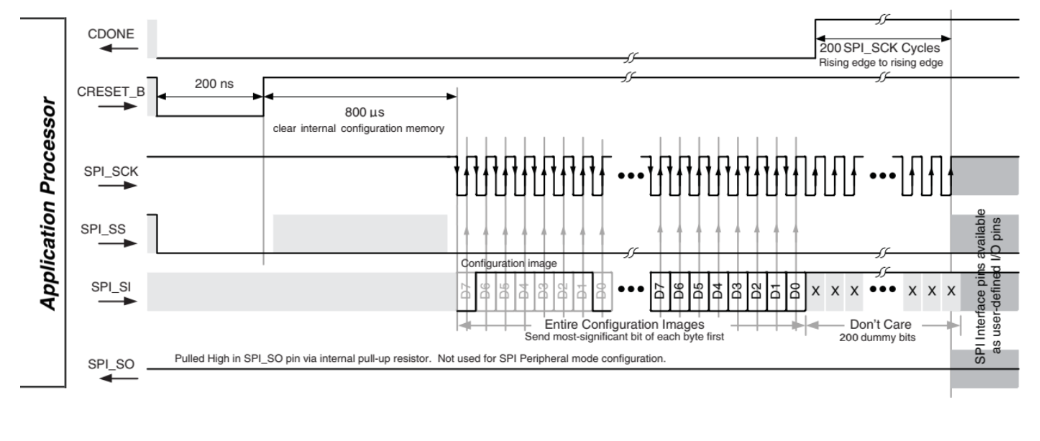 Application Processor
CDONE
200 SPI_SCK Cycles
Rising edge to rising edge
CRESET_B
200 ns
800 µs
clear internal configuration memory
SPI_SCK
SPI_SS
Configuration image
SPI_SI
D7 D6 D5 D4 D3 D2 D1 D0 ●●● D7 D6 D5 D4 D3 D2 D1 D0 X X X ●●● X X X
Entire Configuration Images
Send most-significant bit of each byte first
Don't Care
200 dummy bits
SPI Interface pins available
as user-defined I/O pins
SPI_SO
Pulled High in SPI_SO pin via internal pull-up resistor. Not used for SPI Peripheral mode configuration.